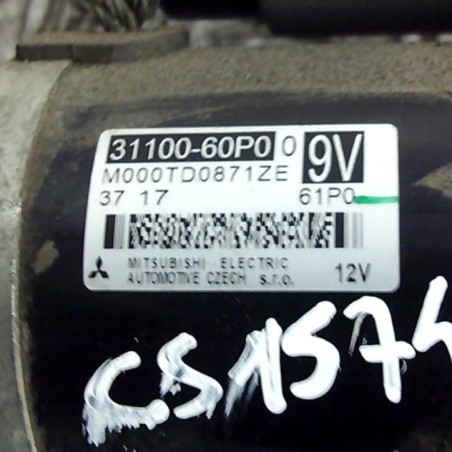 31100-60P0 0 9V
M000TD0871ZE
37 17 61P0
MITSUBISHI ELECTRIC
AUTOMOTIVE CZECH s.r.o. 12V
CS1574